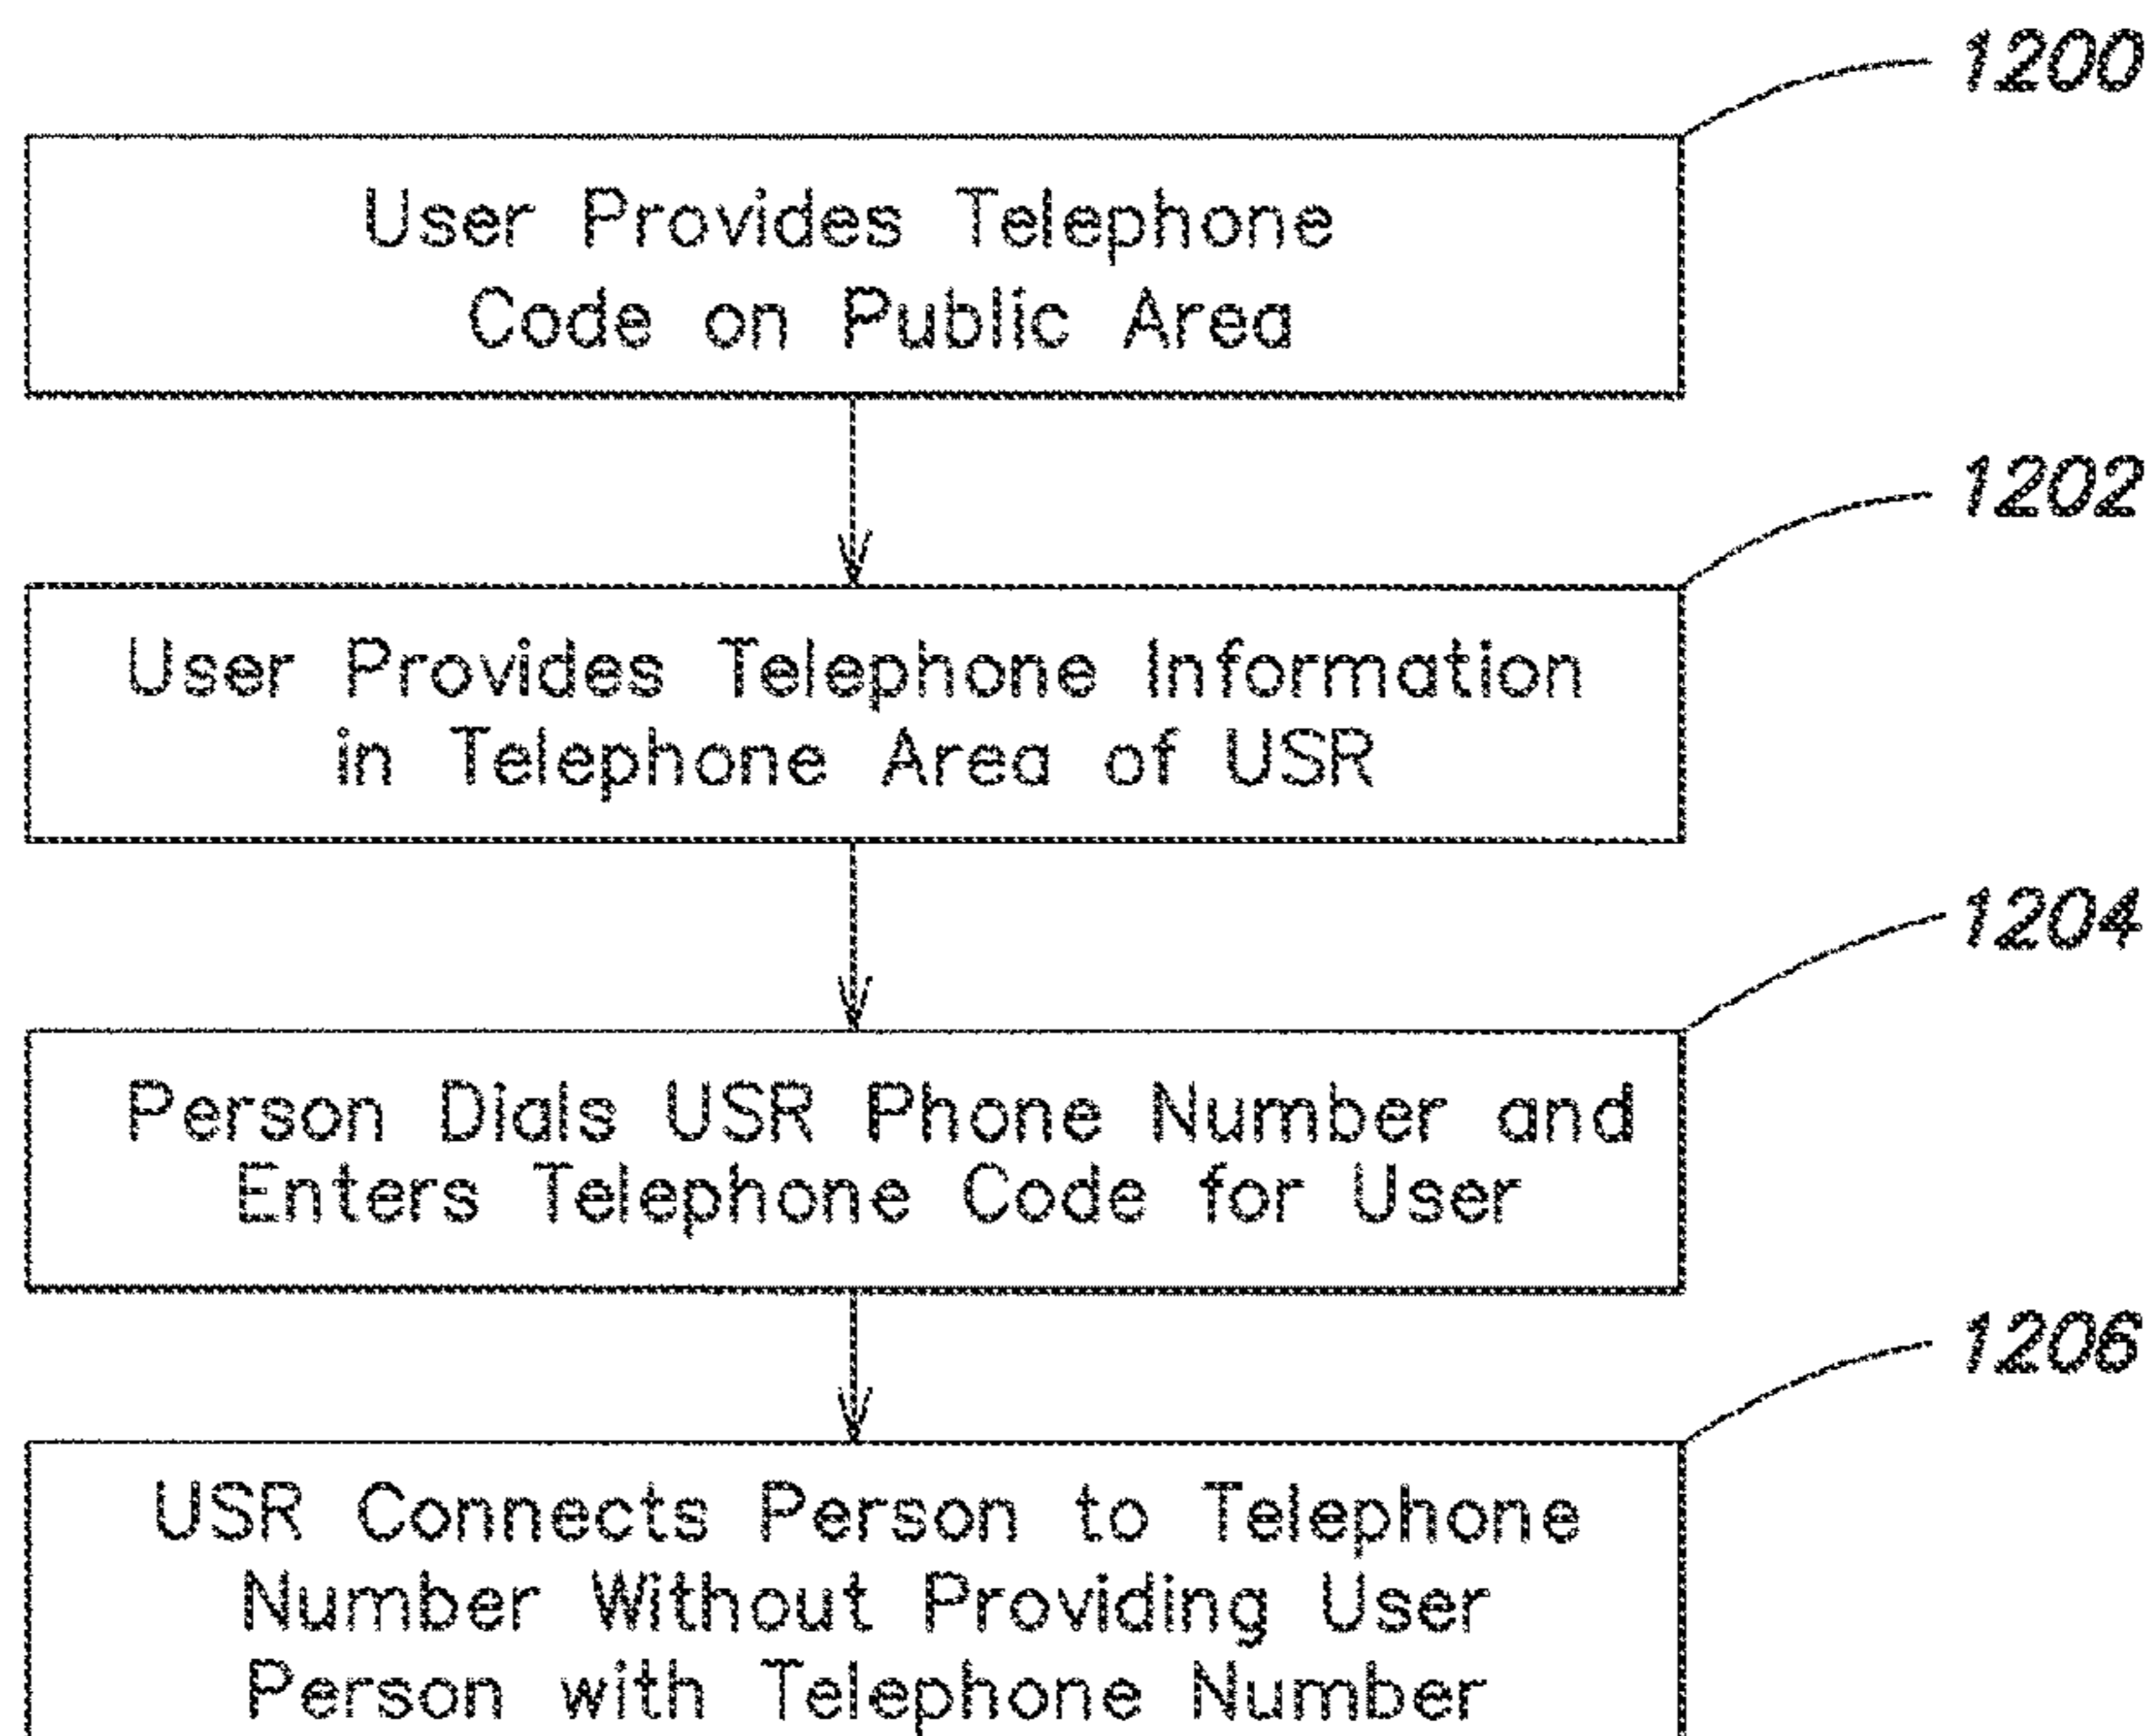 1200
User Provides Telephone
Code on Public Area
1202
User Provides Telephone Information
in Telephone Area of USR
1204
Person Dials USR Phone Number and
Enters Telephone Code for User
1206
USR Connects Person to Telephone
Number Without Providing User
Person with Telephone Number